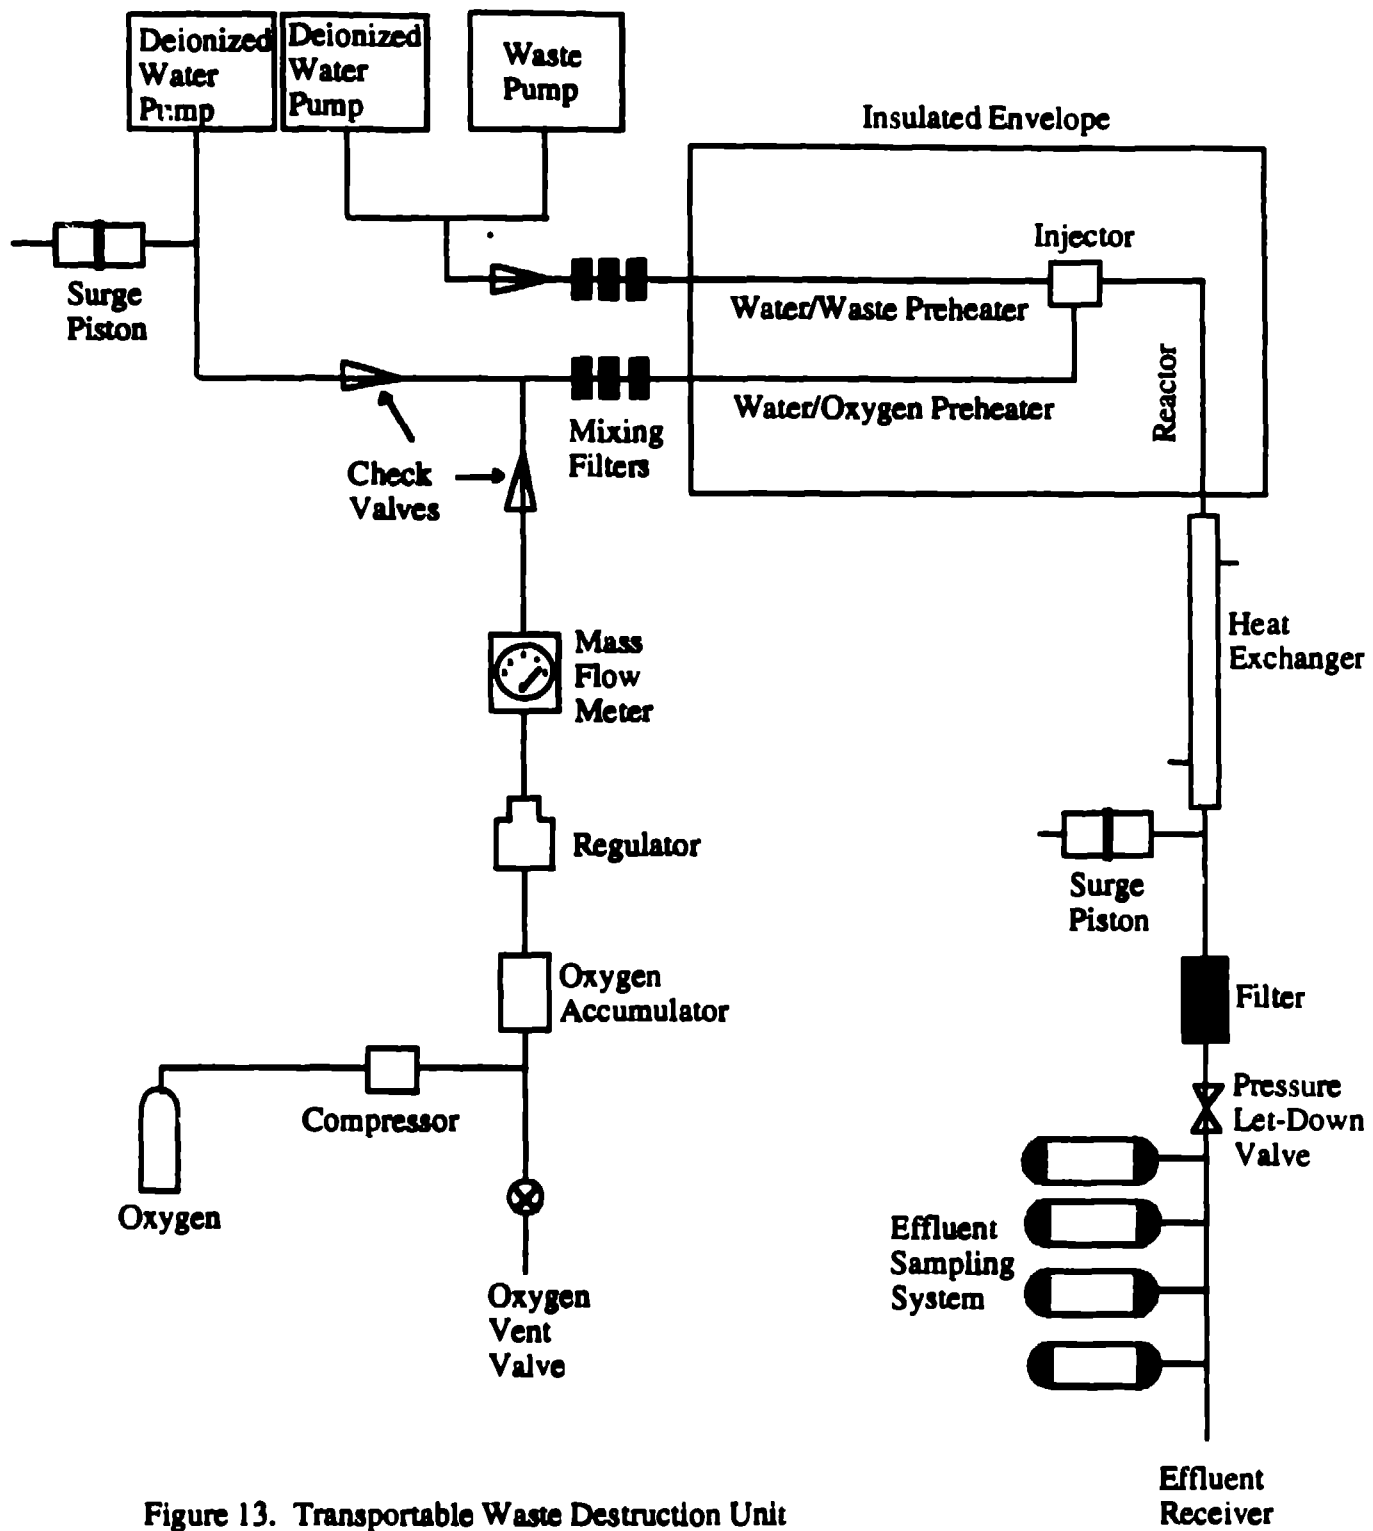 Deionized
Water
Pump
Deionized
Water
Pump
Waste
Pump
Insulated Envelope
Surge
Piston
Injector
Water/Waste Preheater
Reactor
Water/Oxygen Preheater
Mixing
Filters
Check
Valves
Mass
Flow
Meter
Heat
Exchanger
Regulator
Surge
Piston
Oxygen
Accumulator
Filter
Compressor
Pressure
Let-Down
Valve
Oxygen
Effluent
Sampling
System
Oxygen
Vent
Valve
Effluent
Receiver
Figure 13. Transportable Waste Destruction Unit